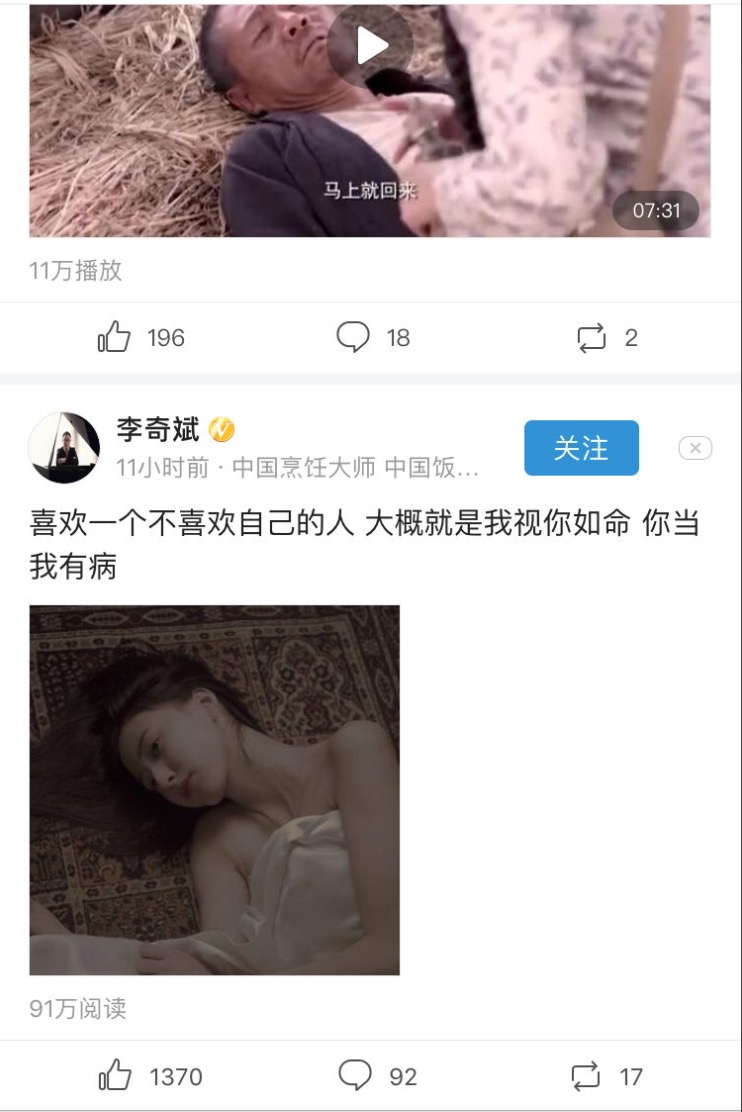 马上就回来
07:31
11万播放
196
18
2
李奇斌
11小时前 · 中国烹饪大师 中国饭...
关注
喜欢一个不喜欢自己的人 大概就是我视你如命 你当
我有病
91万阅读
1370
92
17